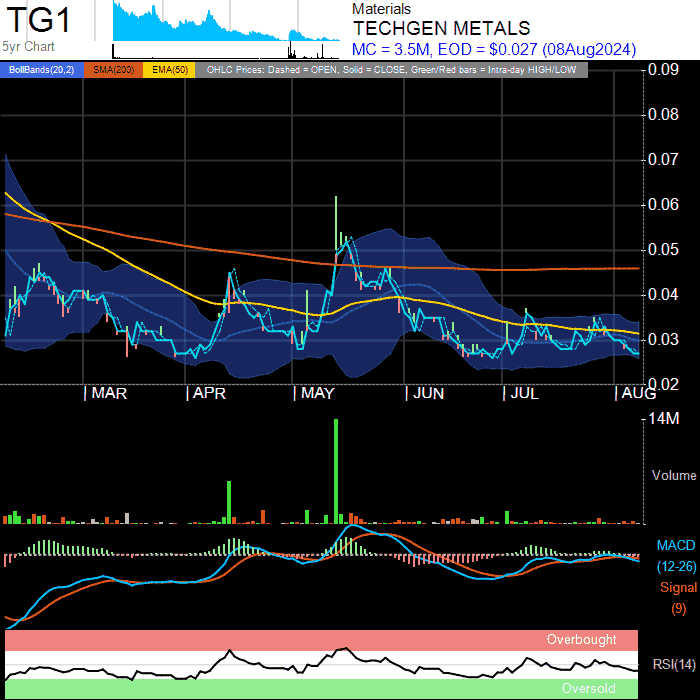 TG1
5yr Chart
Materials
TECHGEN METALS
MC = 3.5M, EOD = $0.027 (08Aug2024)
BollBands(20,2) SMA(200) EMA(50) OHLC Prices: Dashed = OPEN, Solid = CLOSE, Green/Red bars = Intra-day HIGH/LOW
0.09
0.08
0.07
0.06
0.05
0.04
0.03
0.02
| MAR | APR | MAY | JUN | JUL | AUG
14M
Volume
MACD
(12-26)
Signal
(9)
Overbought
RSI(14)
Oversold